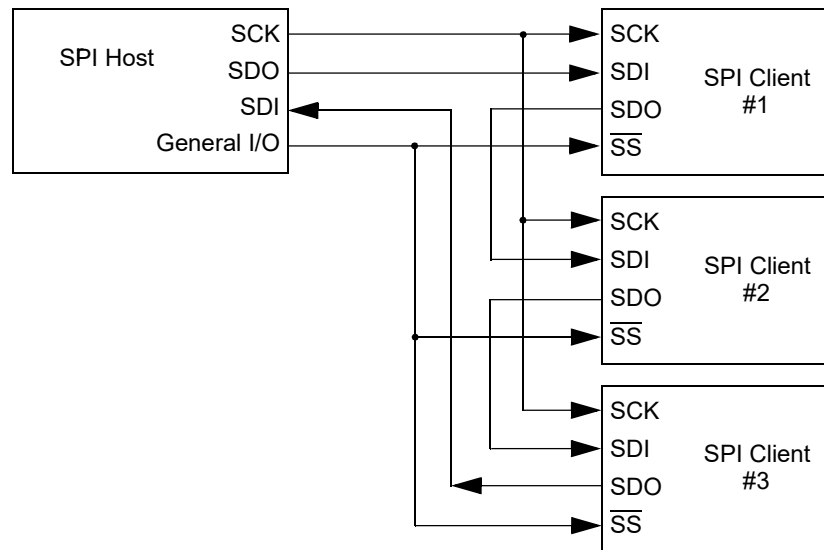 SPI Host
SCK
SDO
SDI
General I/O
SCK
SDI
SDO
SS
SPI Client
#1
SCK
SDI
SDO
SS
SPI Client
#2
SCK
SDI
SDO
SS
SPI Client
#3